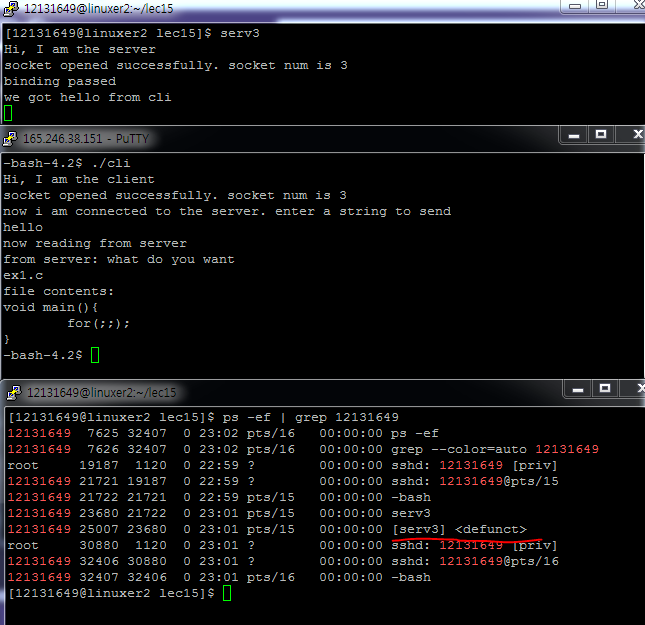 12131649@linuxer2:~/lec15
[12131649@linuxer2 lec15]$ serv3
Hi, I am the server
socket opened successfully. socket num is 3
binding passed
we got hello from cli
165.246.38.151 - PuTTY
-bash-4.2$ ./cli
Hi, I am the client
socket opened successfully. socket num is 3
now i am connected to the server. enter a string to send
hello
now reading from server
from server: what do you want
ex1.c
file contents:
void main(){
        for(;;);
}
-bash-4.2$
12131649@linuxer2:~/lec15
[12131649@linuxer2 lec15]$ ps -ef | grep 12131649
12131649  7625 32407  0 23:02 pts/16   00:00:00 ps -ef
12131649  7626 32407  0 23:02 pts/16   00:00:00 grep --color=auto 12131649
root     19187  1120  0 22:59 ?        00:00:00 sshd: 12131649 [priv]
12131649 21721 19187  0 22:59 ?        00:00:00 sshd: 12131649@pts/15
12131649 21722 21721  0 22:59 pts/15   00:00:00 -bash
12131649 23680 21722  0 23:01 pts/15   00:00:00 serv3
12131649 25007 23680  0 23:01 pts/15   00:00:00 [serv3] <defunct>
root     30880  1120  0 23:01 ?        00:00:00 sshd: 12131649 [priv]
12131649 32406 30880  0 23:01 ?        00:00:00 sshd: 12131649@pts/16
12131649 32407 32406  0 23:01 pts/16   00:00:00 -bash
[12131649@linuxer2 lec15]$